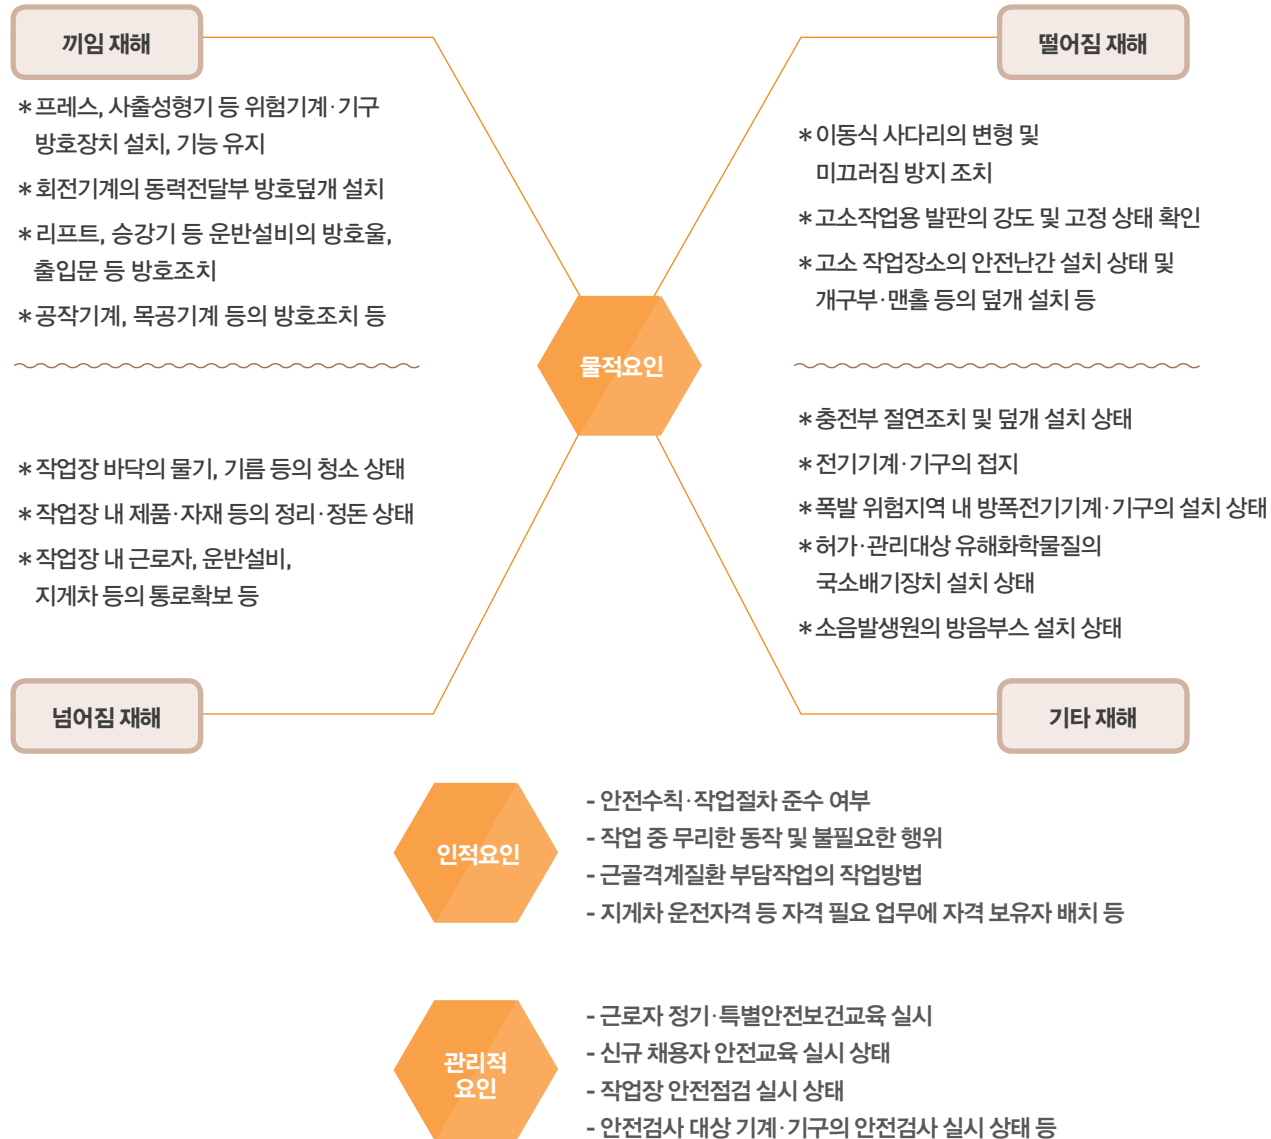 끼임 재해
* 프레스, 사출성형기 등 위험기계·기구
방호장치 설치, 기능 유지
* 회전기계의 동력전달부 방호덮개 설치
* 리프트, 승강기 등 운반설비의 방호울,
출입문 등 방호조치
* 공작기계, 목공기계 등의 방호조치 등
떨어짐 재해
* 이동식 사다리의 변형 및
미끄러짐 방지 조치
* 고소작업용 발판의 강도 및 고정 상태 확인
* 고소 작업장소의 안전난간 설치 상태 및
개구부·맨홀 등의 덮개 설치 등
물적요인
* 작업장 바닥의 물기, 기름 등의 청소 상태
* 작업장 내 제품·자재 등의 정리·정돈 상태
* 작업장 내 근로자, 운반설비,
지게차 등의 통로확보 등
넘어짐 재해
* 충전부 절연조치 및 덮개 설치 상태
* 전기기계·기구의 접지
* 폭발 위험지역 내 방폭전기기계·기구의 설치 상태
* 허가·관리대상 유해화학물질의
국소배기장치 설치 상태
* 소음발생원의 방음부스 설치 상태
기타 재해
인적요인
- 안전수칙·작업절차 준수 여부
- 작업 중 무리한 동작 및 불필요한 행위
- 근골격계질환 부담작업의 작업방법
- 지게차 운전자격 등 자격 필요 업무에 자격 보유자 배치 등
관리적
요인
- 근로자 정기·특별안전보건교육 실시
- 신규 채용자 안전교육 실시 상태
- 작업장 안전점검 실시 상태
- 안전검사 대상 기계·기구의 안전검사 실시 상태 등